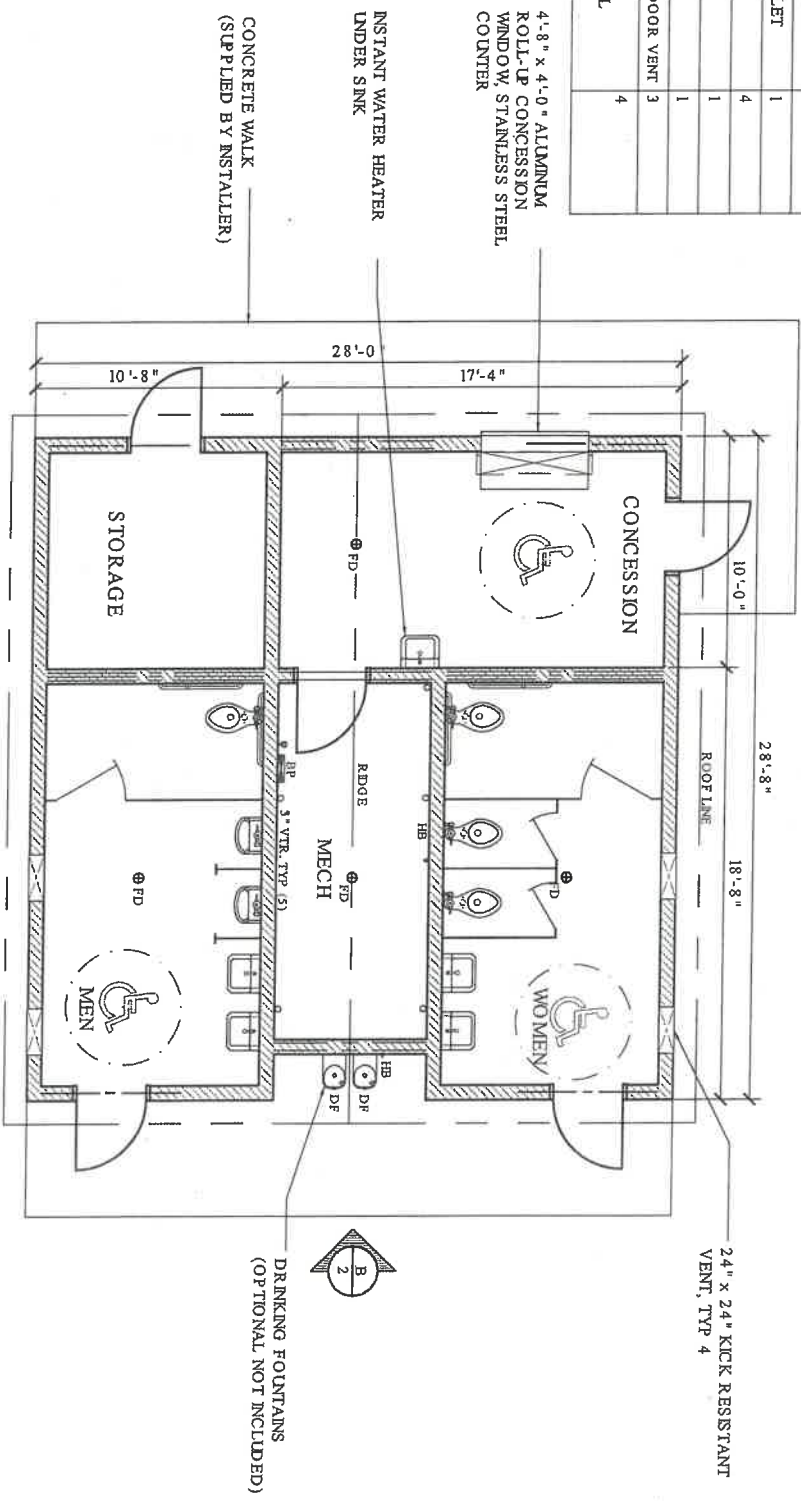 LET
1
4
1
1
DOOR VENT 3
L
4
4'-8" x 4'-0" ALUMINUM
ROLL-UP CONCESSION
WINDOW, STAINLESS STEEL
COUNTER
INSTANT WATER HEATER
UNDER SINK
CONCRETE WALK
(SUPPLIED BY INSTALLER)
28'-8"
10'-0"
18'-8"
ROOF LINE
28'-0"
17'-4"
10'-8"
CONCESSION
FD
STORAGE
WOMEN
FD
HB
RIDGE
MECH
FD
BP
3" VTR, TYP (5)
HB
DF
DF
FD
MEN
24" x 24" KICK RESISTANT
VENT, TYP 4
B
2
DRINKING FOUNTAINS
(OPTIONAL NOT INCLUDED)